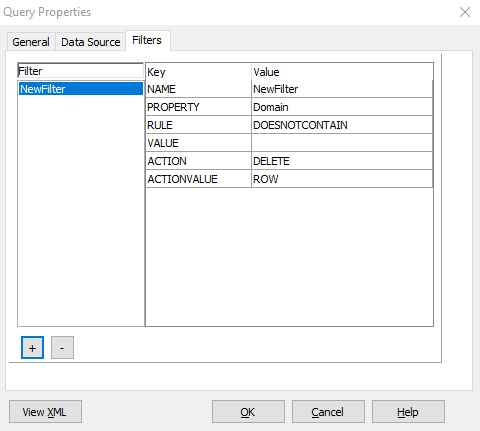 Query Properties
General Data Source Filters
Filter Key Value
NewFilter NAME NewFilter
PROPERTY Domain
RULE DOESNOTCONTAIN
VALUE
ACTION DELETE
ACTIONVALUE ROW
+ -
View XML OK Cancel Help